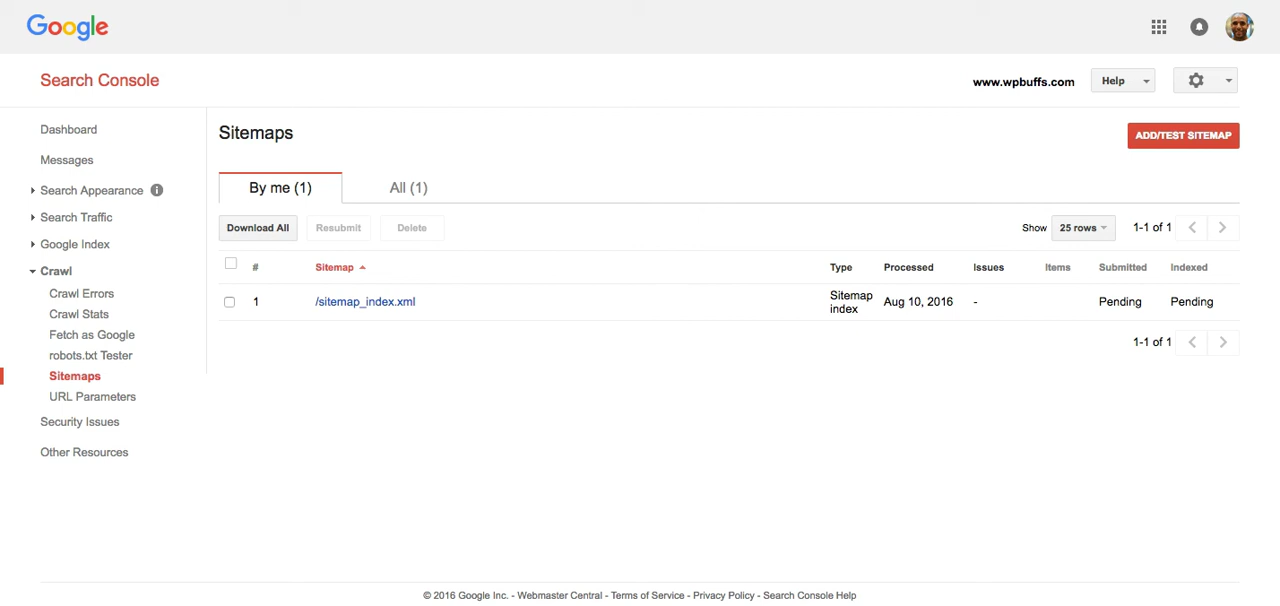 Google
Search Console
www.wpbuffs.com
Help
Dashboard
Messages
Search Appearance
Search Traffic
Google Index
Crawl
Crawl Errors
Crawl Stats
Fetch as Google
robots.txt Tester
Sitemaps
URL Parameters
Security Issues
Other Resources
Sitemaps
ADD/TEST SITEMAP
By me (1) All (1)
Download All Resubmit Delete
Show 25 rows 1-1 of 1
# Sitemap Type Processed Issues Items Submitted Indexed
1 /sitemap_index.xml Sitemap index Aug 10, 2016 - Pending Pending
1-1 of 1
© 2016 Google Inc. - Webmaster Central - Terms of Service - Privacy Policy - Search Console Help